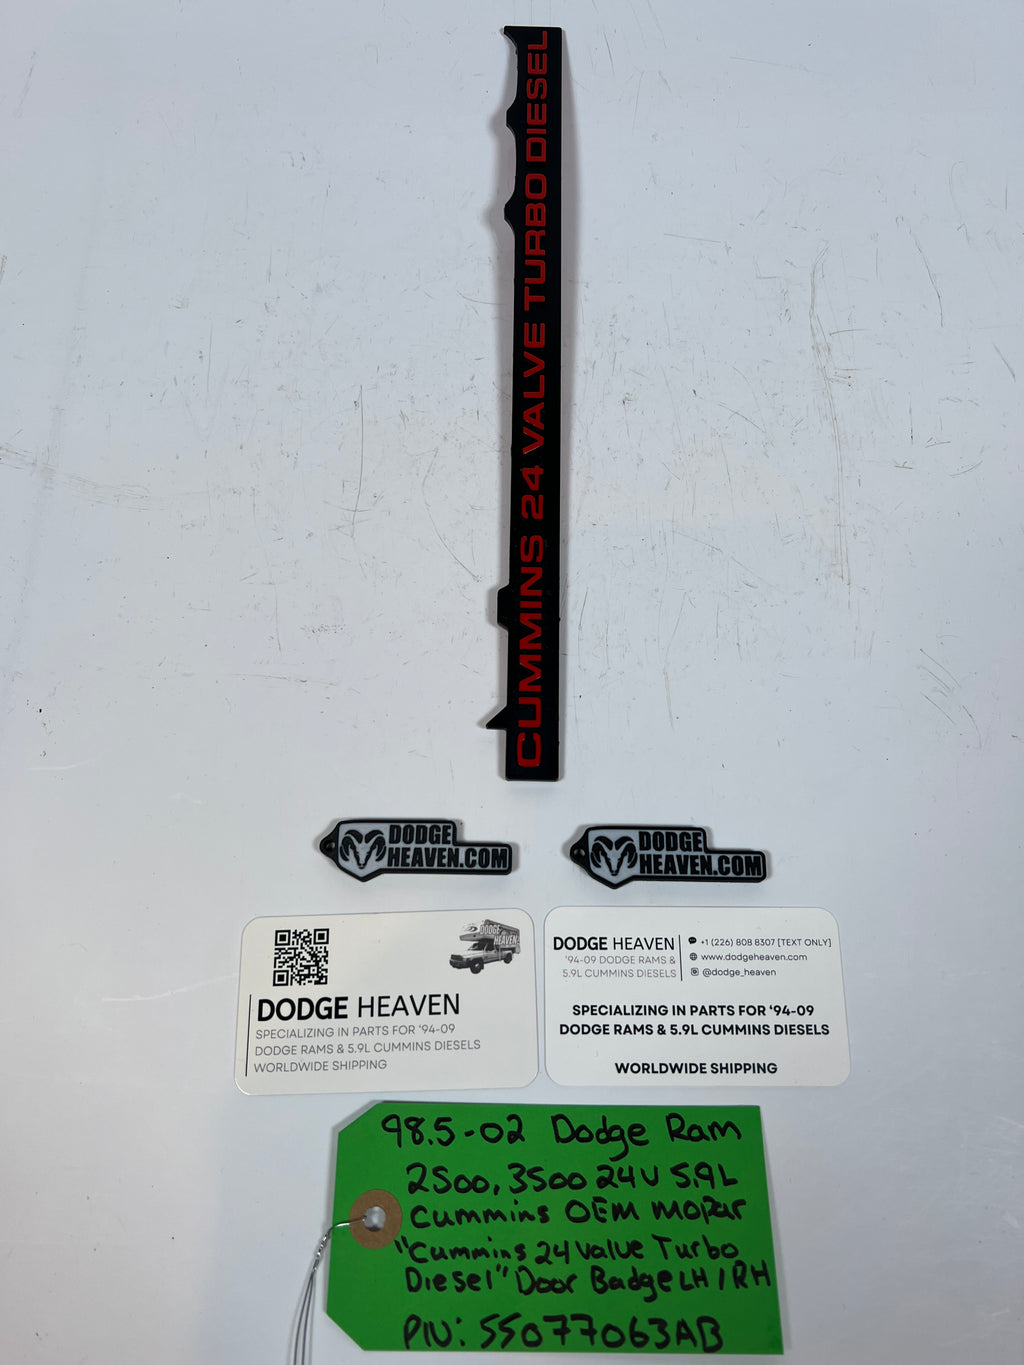 CUMMINS 24 VALVE TURBO DIESEL
DODGE
HEAVEN.COM
DODGE
HEAVEN.COM
DODGE
HEAVEN
DODGE HEAVEN
SPECIALIZING IN PARTS FOR '94-09
DODGE RAMS & 5.9L CUMMINS DIESELS
WORLDWIDE SHIPPING
DODGE HEAVEN
'94-09 DODGE RAMS &
5.9L CUMMINS DIESELS
+1 (226) 808 8307 [TEXT ONLY]
www.dodgeheaven.com
@dodge_heaven
SPECIALIZING IN PARTS FOR '94-09
DODGE RAMS & 5.9L CUMMINS DIESELS
WORLDWIDE SHIPPING
98.5-02 Dodge Ram
2500, 3500 24V 5.9L
Cummins OEM Mopar
"Cummins 24 Valve Turbo
Diesel" Door Badge LH / RH
P/N: 55077063AB